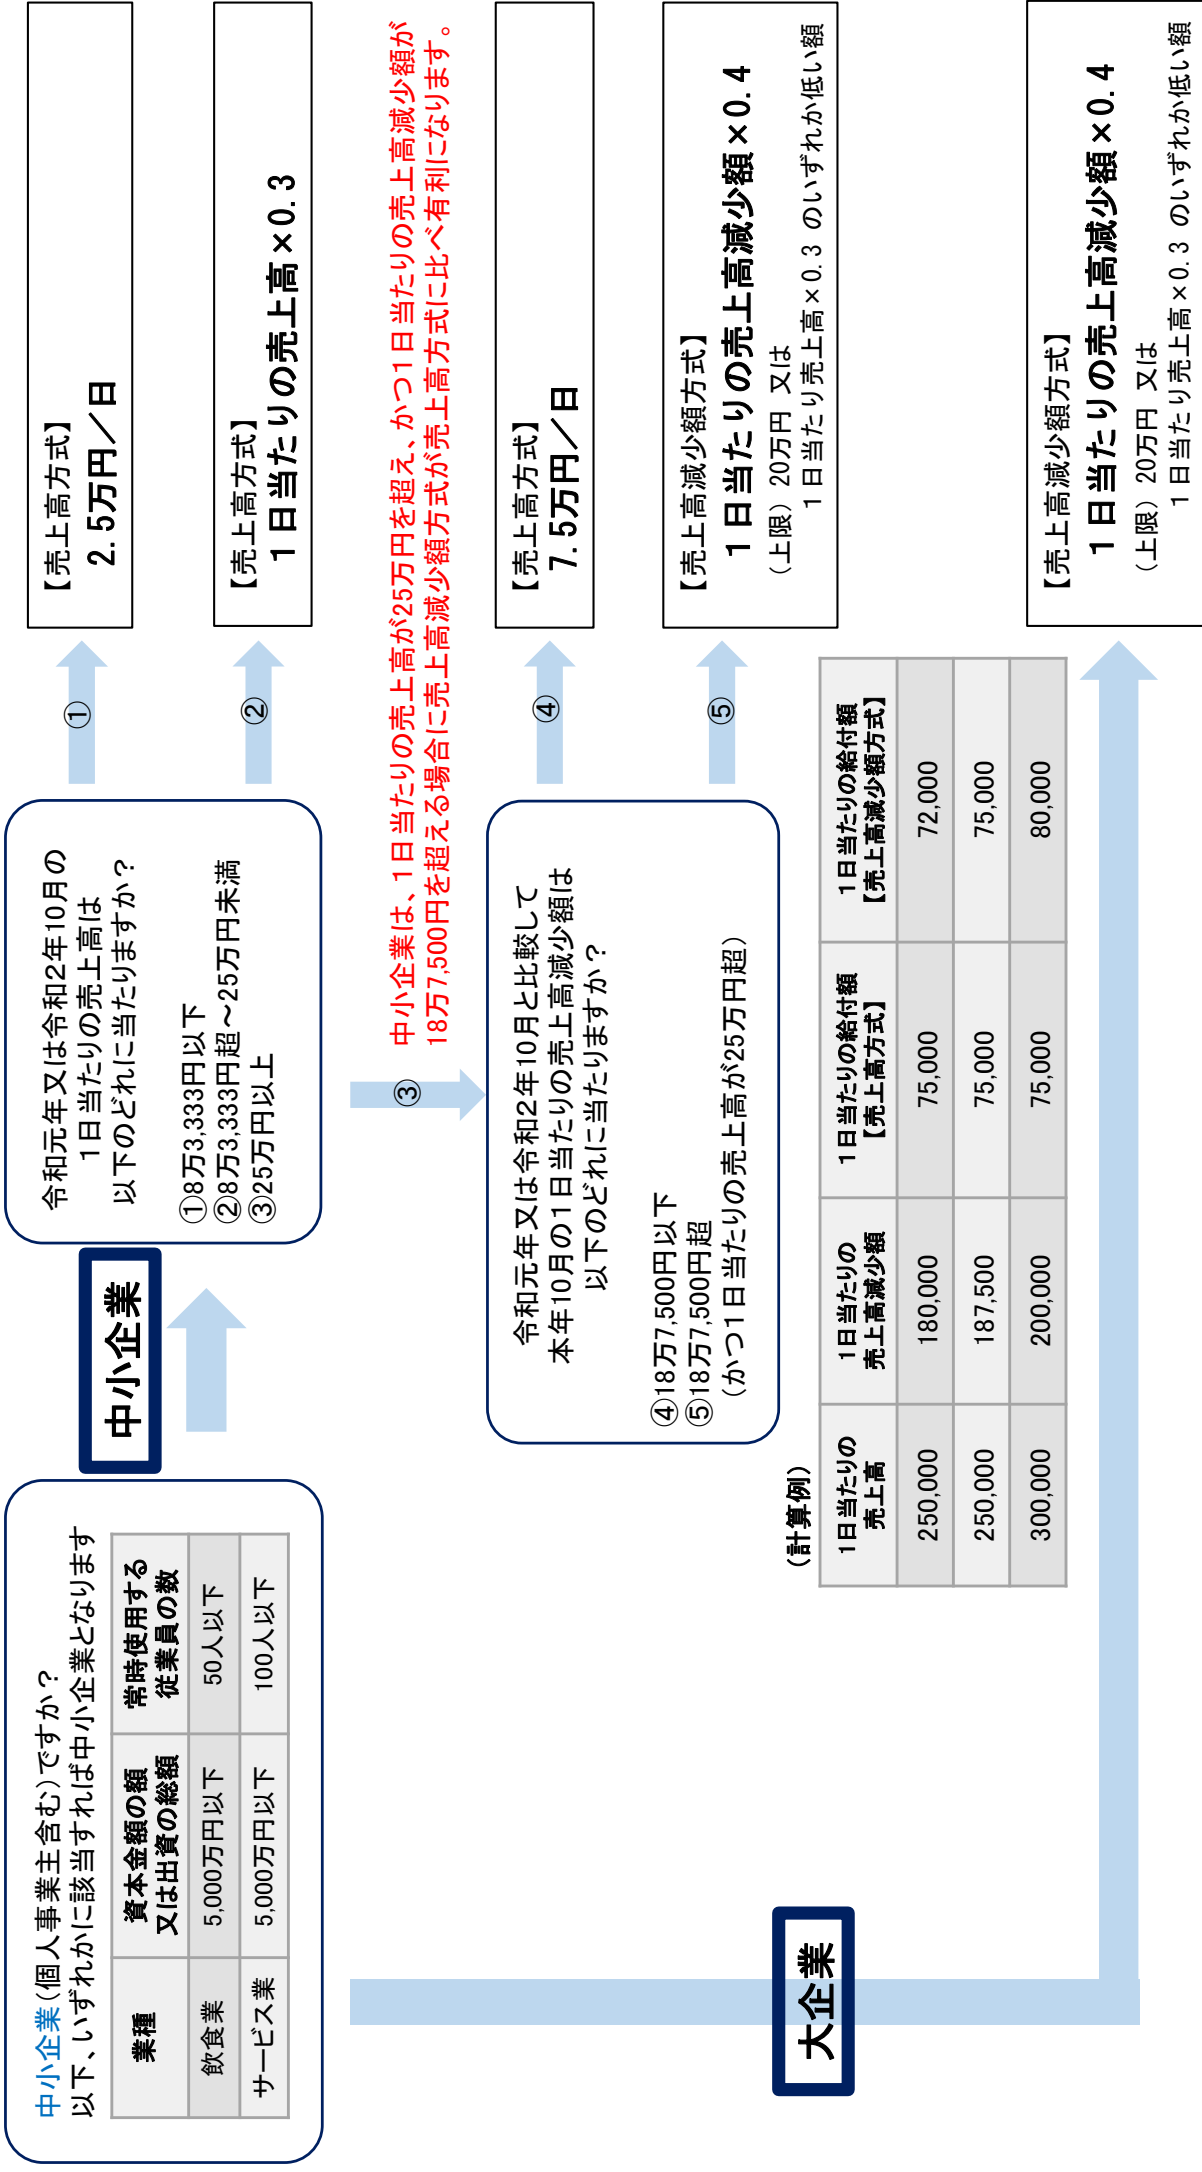 中小企業(個人事業主含む)ですか?
以下、いずれかに該当すれば中小企業となります
業種
資本金額の額
又は出資の総額
常時使用する
従業員の数
飲食業
5,000万円以下
50人以下
サービス業
5,000万円以下
100人以下
中小企業
令和元年又は令和2年10月の
1日当たりの売上高は
以下のどれに当たりますか?
①8万3,333円以下
②8万3,333円超~25万円未満
③25万円以上
①
【売上高方式】
2.5万円/日
②
【売上高方式】
1日当たりの売上高×0.3
③
中小企業は、1日当たりの売上高が25万円を超え、かつ1日当たりの売上高減少額が
18万7,500円を超える場合に売上高減少額方式が売上高方式に比べ有利になります。
令和元年又は令和2年10月と比較して
本年10月の1日当たりの売上高減少額は
以下のどれに当たりますか?
④18万7,500円以下
⑤18万7,500円超
(かつ1日当たりの売上高が25万円超)
④
【売上高方式】
7.5万円/日
⑤
【売上高減少額方式】
1日当たりの売上高減少額×0.4
(上限)20万円 又は
1日当たり売上高×0.3 のいずれか低い額
(計算例)
1日当たりの
売上高
1日当たりの
売上高減少額
1日当たりの給付額
【売上高方式】
1日当たりの給付額
【売上高減少額方式】
250,000
180,000
75,000
72,000
250,000
187,500
75,000
75,000
300,000
200,000
75,000
80,000
大企業
【売上高減少額方式】
1日当たりの売上高減少額×0.4
(上限)20万円 又は
1日当たり売上高×0.3 のいずれか低い額